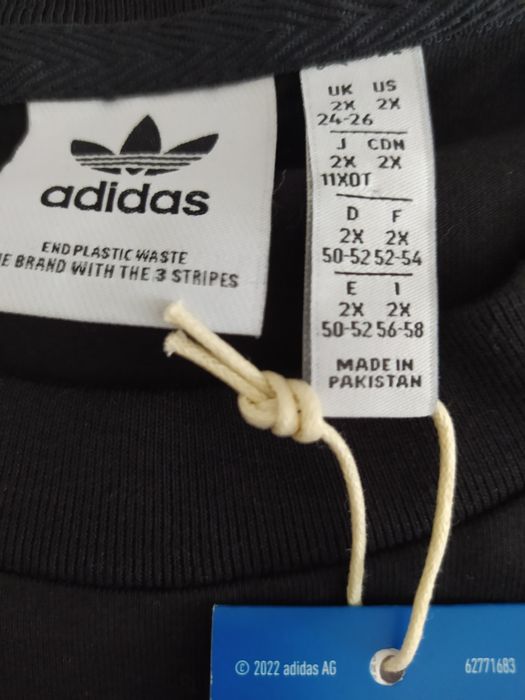 adidas
END PLASTIC WASTE
BRAND WITH THE 3 STRIPES
UK US
2X 2X
24-26
J CDN
2X 2X
11XOT
D F
2X 2X
50-52 52-54
E I
2X 2X
50-52 56-58
MADE IN
PAKISTAN
© 2022 adidas AG
62771683